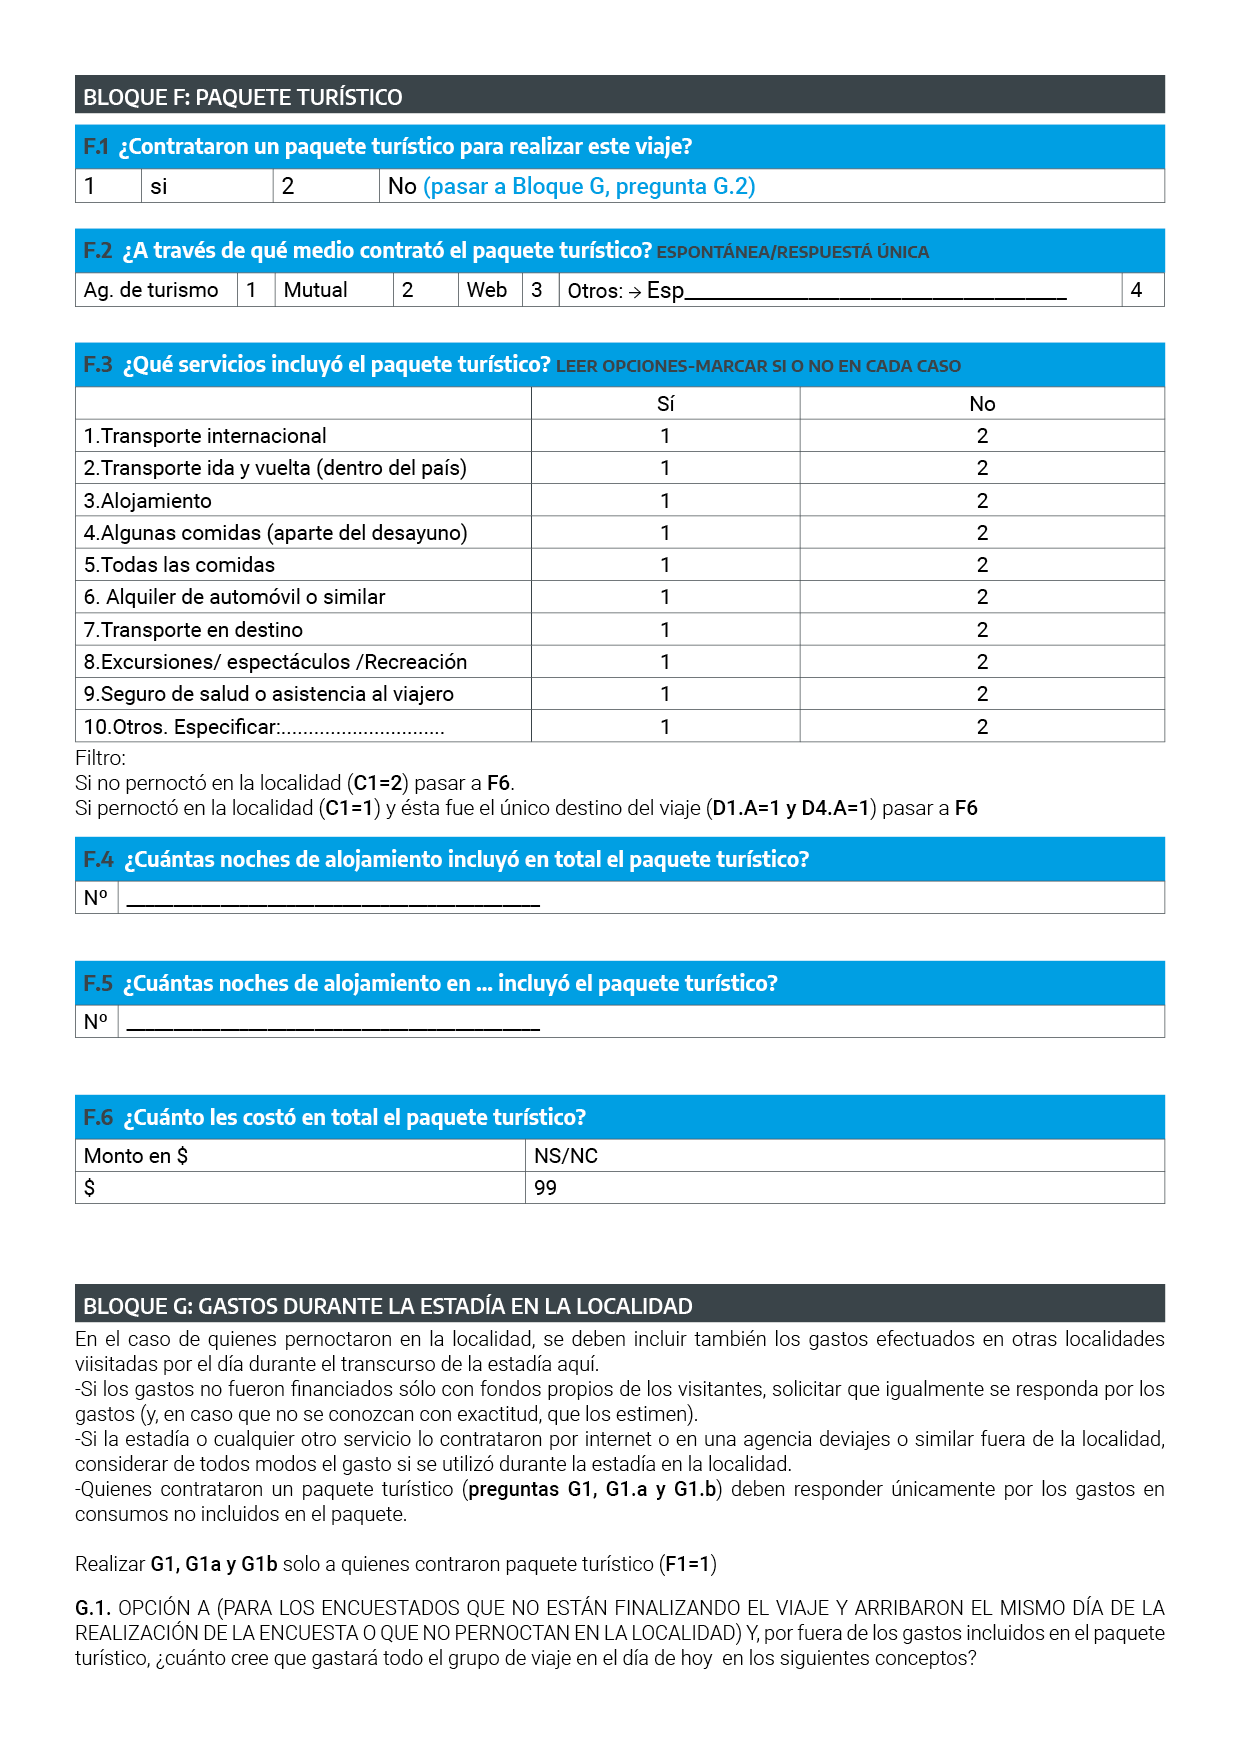 BLOQUE F: PAQUETE TURÍSTICO
F.1 ¿Contrataron un paquete turístico para realizar este viaje?
1 si 2 No (pasar a Bloque G, pregunta G.2)
F.2 ¿A través de qué medio contrató el paquete turístico? ESPONTÁNEA/RESPUESTÁ ÚNICA
Ag. de turismo 1 Mutual 2 Web 3 Otros: → Esp___________________________________ 4
F.3 ¿Qué servicios incluyó el paquete turístico? LEER OPCIONES-MARCAR SI O NO EN CADA CASO
Sí No
1.Transporte internacional 1 2
2.Transporte ida y vuelta (dentro del país) 1 2
3.Alojamiento 1 2
4.Algunas comidas (aparte del desayuno) 1 2
5.Todas las comidas 1 2
6. Alquiler de automóvil o similar 1 2
7.Transporte en destino 1 2
8.Excursiones/ espectáculos /Recreación 1 2
9.Seguro de salud o asistencia al viajero 1 2
10.Otros. Especificar:.............................. 1 2
Filtro:
Si no pernoctó en la localidad (C1=2) pasar a F6.
Si pernoctó en la localidad (C1=1) y ésta fue el único destino del viaje (D1.A=1 y D4.A=1) pasar a F6
F.4 ¿Cuántas noches de alojamiento incluyó en total el paquete turístico?
Nº ______________________________________
F.5 ¿Cuántas noches de alojamiento en ... incluyó el paquete turístico?
Nº ______________________________________
F.6 ¿Cuánto les costó en total el paquete turístico?
Monto en $ NS/NC
$ 99
BLOQUE G: GASTOS DURANTE LA ESTADÍA EN LA LOCALIDAD
En el caso de quienes pernoctaron en la localidad, se deben incluir también los gastos efectuados en otras localidades
viisitadas por el día durante el transcurso de la estadía aquí.
-Si los gastos no fueron financiados sólo con fondos propios de los visitantes, solicitar que igualmente se responda por los
gastos (y, en caso que no se conozcan con exactitud, que los estimen).
-Si la estadía o cualquier otro servicio lo contrataron por internet o en una agencia deviajes o similar fuera de la localidad,
considerar de todos modos el gasto si se utilizó durante la estadía en la localidad.
-Quienes contrataron un paquete turístico (preguntas G1, G1.a y G1.b) deben responder únicamente por los gastos en
consumos no incluidos en el paquete.
Realizar G1, G1a y G1b solo a quienes contraron paquete turístico (F1=1)
G.1. OPCIÓN A (PARA LOS ENCUESTADOS QUE NO ESTÁN FINALIZANDO EL VIAJE Y ARRIBARON EL MISMO DÍA DE LA
REALIZACIÓN DE LA ENCUESTA O QUE NO PERNOCTAN EN LA LOCALIDAD) Y, por fuera de los gastos incluidos en el paquete
turístico, ¿cuánto cree que gastará todo el grupo de viaje en el día de hoy en los siguientes conceptos?